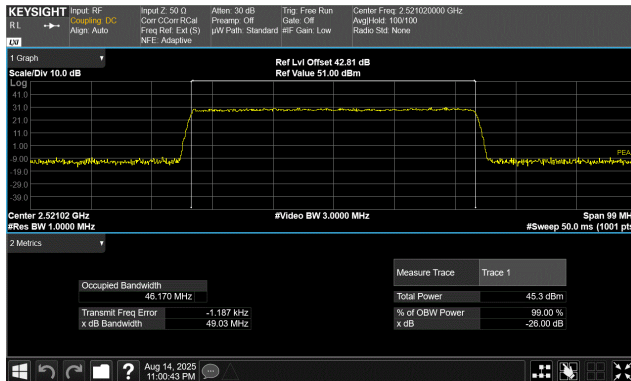 KEYSIGHT Input: RF Input Z: 50 Ω Atten: 30 dB Trig: Free Run Center Freq: 2.521020000 GHz
RL Coupling: DC Corr CCorr RCal Preamp: Off Gate: Off Avg|Hold: 100/100
Align: Auto Freq Ref: Ext (S) µW Path: Standard #IF Gain: Low Radio Std: None
LXI NFE: Adaptive
1 Graph
Ref Lvl Offset 42.81 dB
Scale/Div 10.0 dB Ref Value 51.00 dBm
Log
41.0
31.0
21.0
11.0
1.00
-9.00
PEA
-19.0
-29.0
-39.0
Center 2.52102 GHz #Video BW 3.0000 MHz Span 99 MH
#Res BW 1.0000 MHz #Sweep 50.0 ms (1001 pts
2 Metrics
Measure Trace Trace 1
Occupied Bandwidth
46.170 MHz Total Power 45.3 dBm
Transmit Freq Error -1.187 kHz % of OBW Power 99.00 %
x dB Bandwidth 49.03 MHz x dB -26.00 dB
? Aug 14, 2025
11:00:43 PM